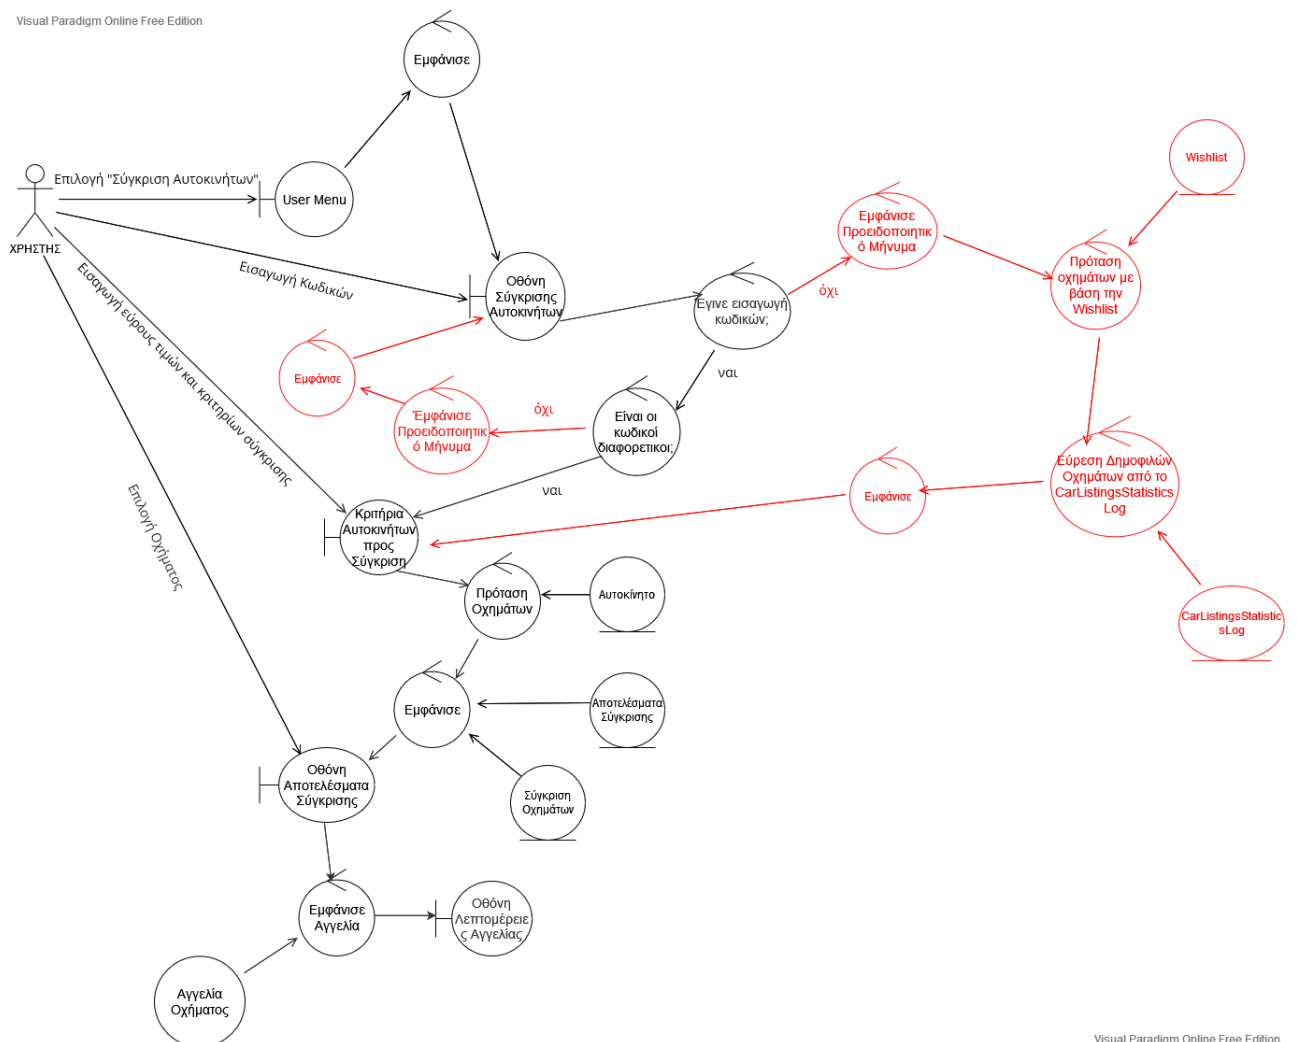 Visual Paradigm Online Free Edition
Εμφάνισε
Wishlist
Επιλογή "Σύγκριση Αυτοκινήτων"
User Menu
ΧΡΗΣΤΗΣ
Εμφάνισε
Προειδοποιητικ
ό Μήνυμα
Πρόταση
οχημάτων με
βάση την
Wishlist
Εισαγωγή Κωδικών
Οθόνη
Σύγκρισης
Αυτοκινήτων
Εγινε εισαγωγή
κωδικών;
όχι
Εισαγωγή εύρους τιμών και κριτηρίων σύγκρισης
Εμφάνισε
ναι
Έμφάνισε
Προειδοποιητικ
ό Μήνυμα
όχι
Είναι οι
κωδικοί
διαφορετικοι;
Εύρεση Δημοφιλών
Οχημάτων από το
CarListingsStatistics
Log
Εμφάνισε
ναι
Επιλογή Οχήματος
Κριτήρια
Αυτοκινήτων
προς
Σύγκριση
Πρόταση
Οχημάτων
Αυτοκίνητο
CarListingsStatistic
sLog
Εμφάνισε
Αποτελέσματα
Σύγκρισης
Οθόνη
Αποτελέσματα
Σύγκρισης
Σύγκριση
Οχημάτων
Εμφάνισε
Αγγελία
Οθόνη
Λεπτομέρειε
ς Αγγελίας
Αγγελία
Οχήματος
Visual Paradigm Online Free Edition